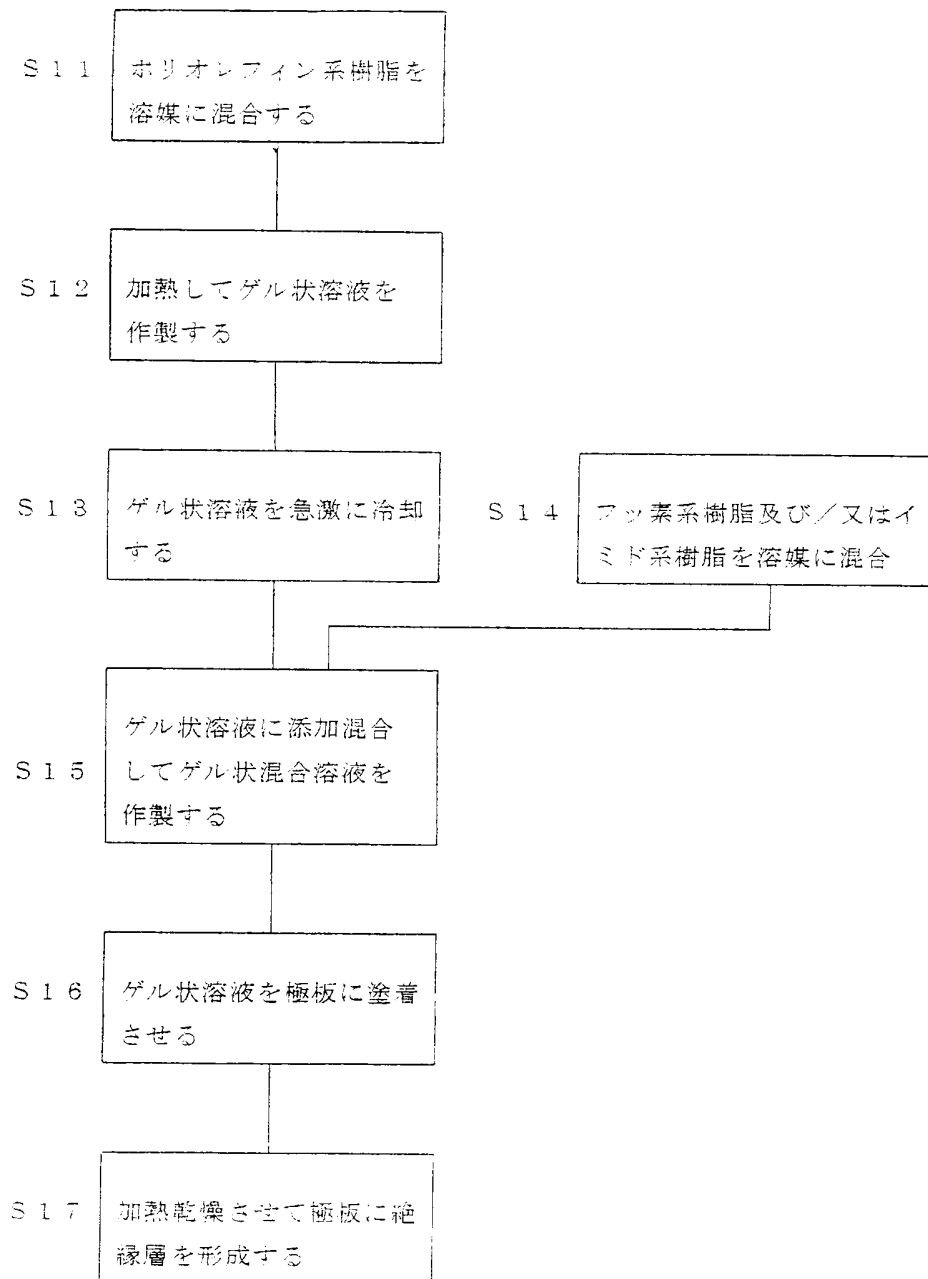 S11
ポリオレフィン系樹脂を
溶媒に混合する
S12
加熱してゲル状溶液を
作製する
S13
ゲル状溶液を急激に冷却
する
S14
フッ素系樹脂及び/又はイ
ミド系樹脂を溶媒に混合
S15
ゲル状溶液に添加混合
してゲル状混合溶液を
作製する
S16
ゲル状溶液を極板に塗着
させる
S17
加熱乾燥させて極板に絶
縁層を形成する